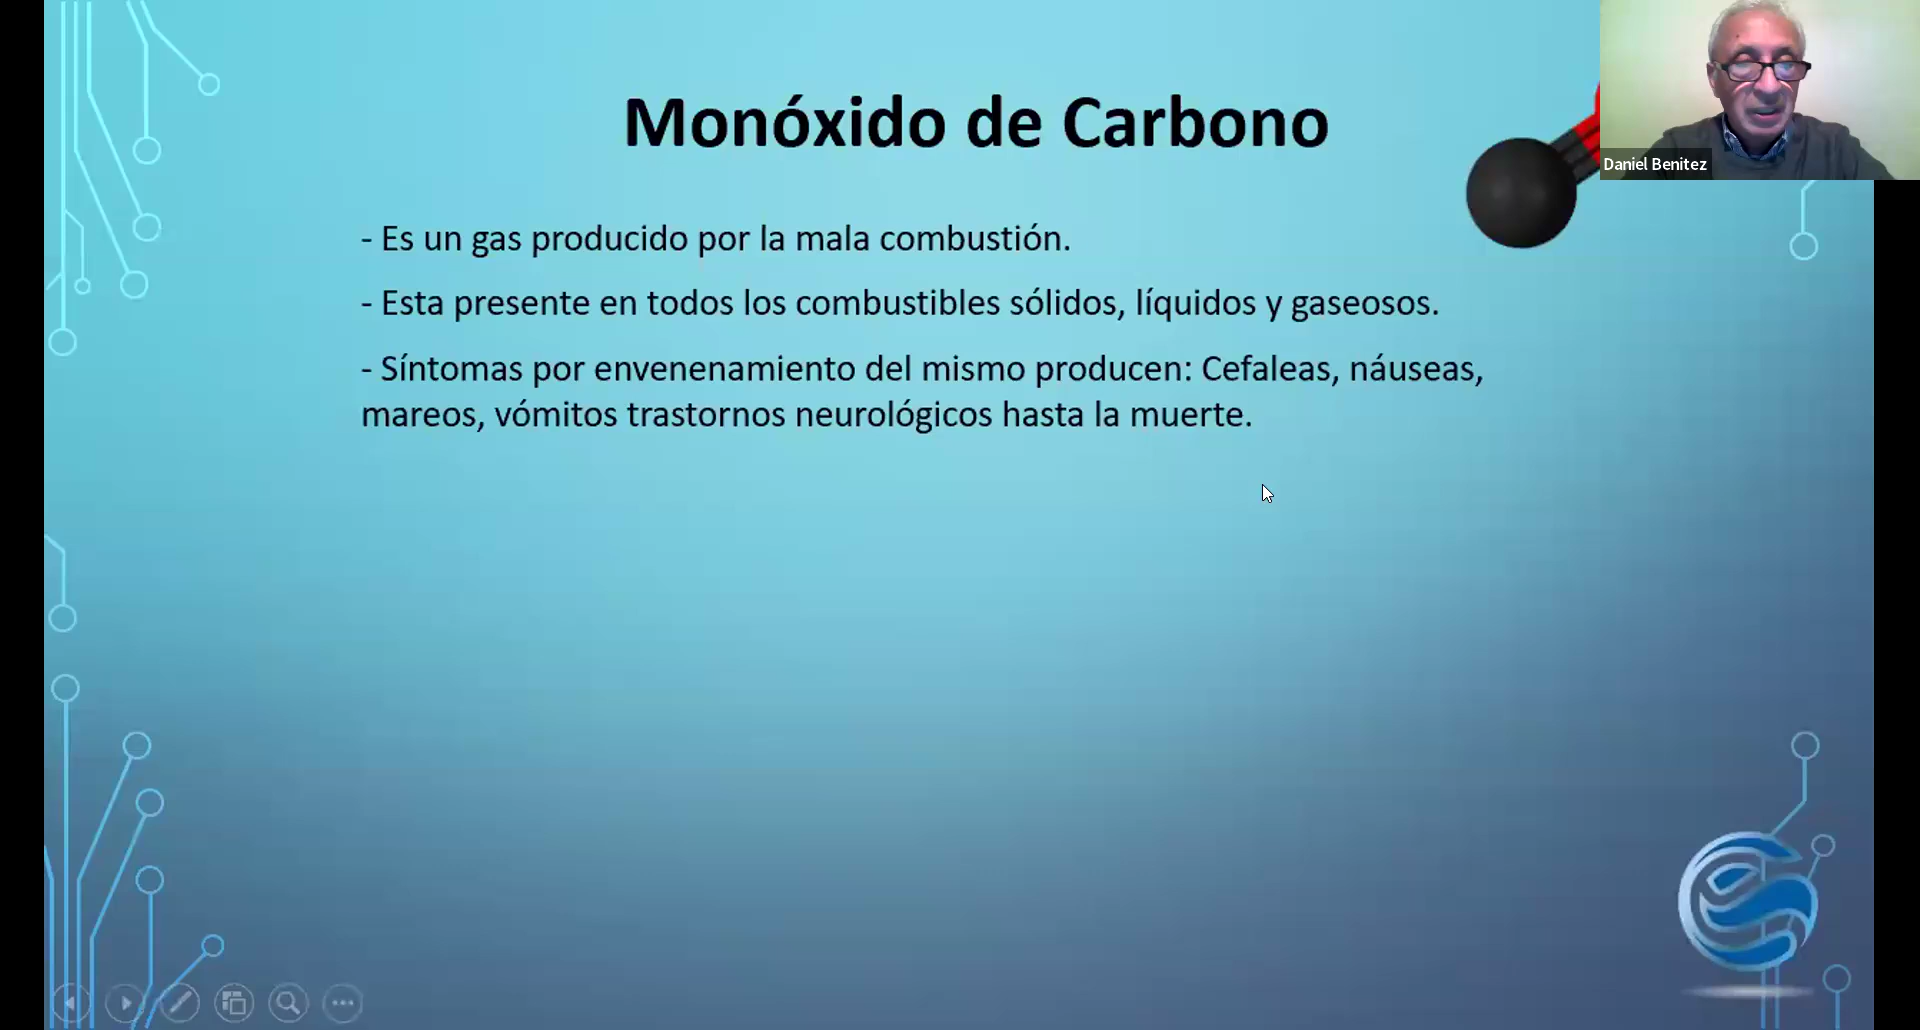 Monóxido de Carbono
Daniel Benitez
- Es un gas producido por la mala combustión.
- Esta presente en todos los combustibles sólidos, líquidos y gaseosos.
- Síntomas por envenenamiento del mismo producen: Cefaleas, náuseas,
mareos, vómitos trastornos neurológicos hasta la muerte.